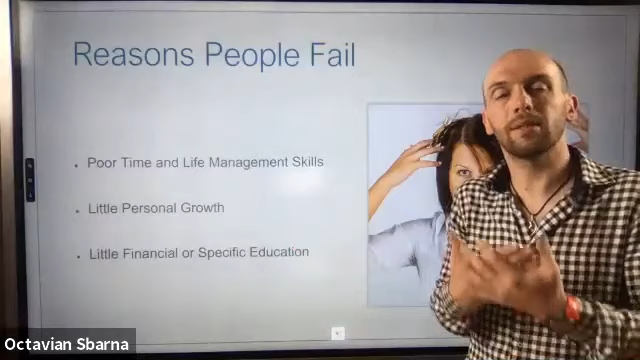 Reasons People Fail
. Poor Time and Life Management Skills
. Little Personal Growth
. Little Financial or Specific Education
Octavian Sbarna